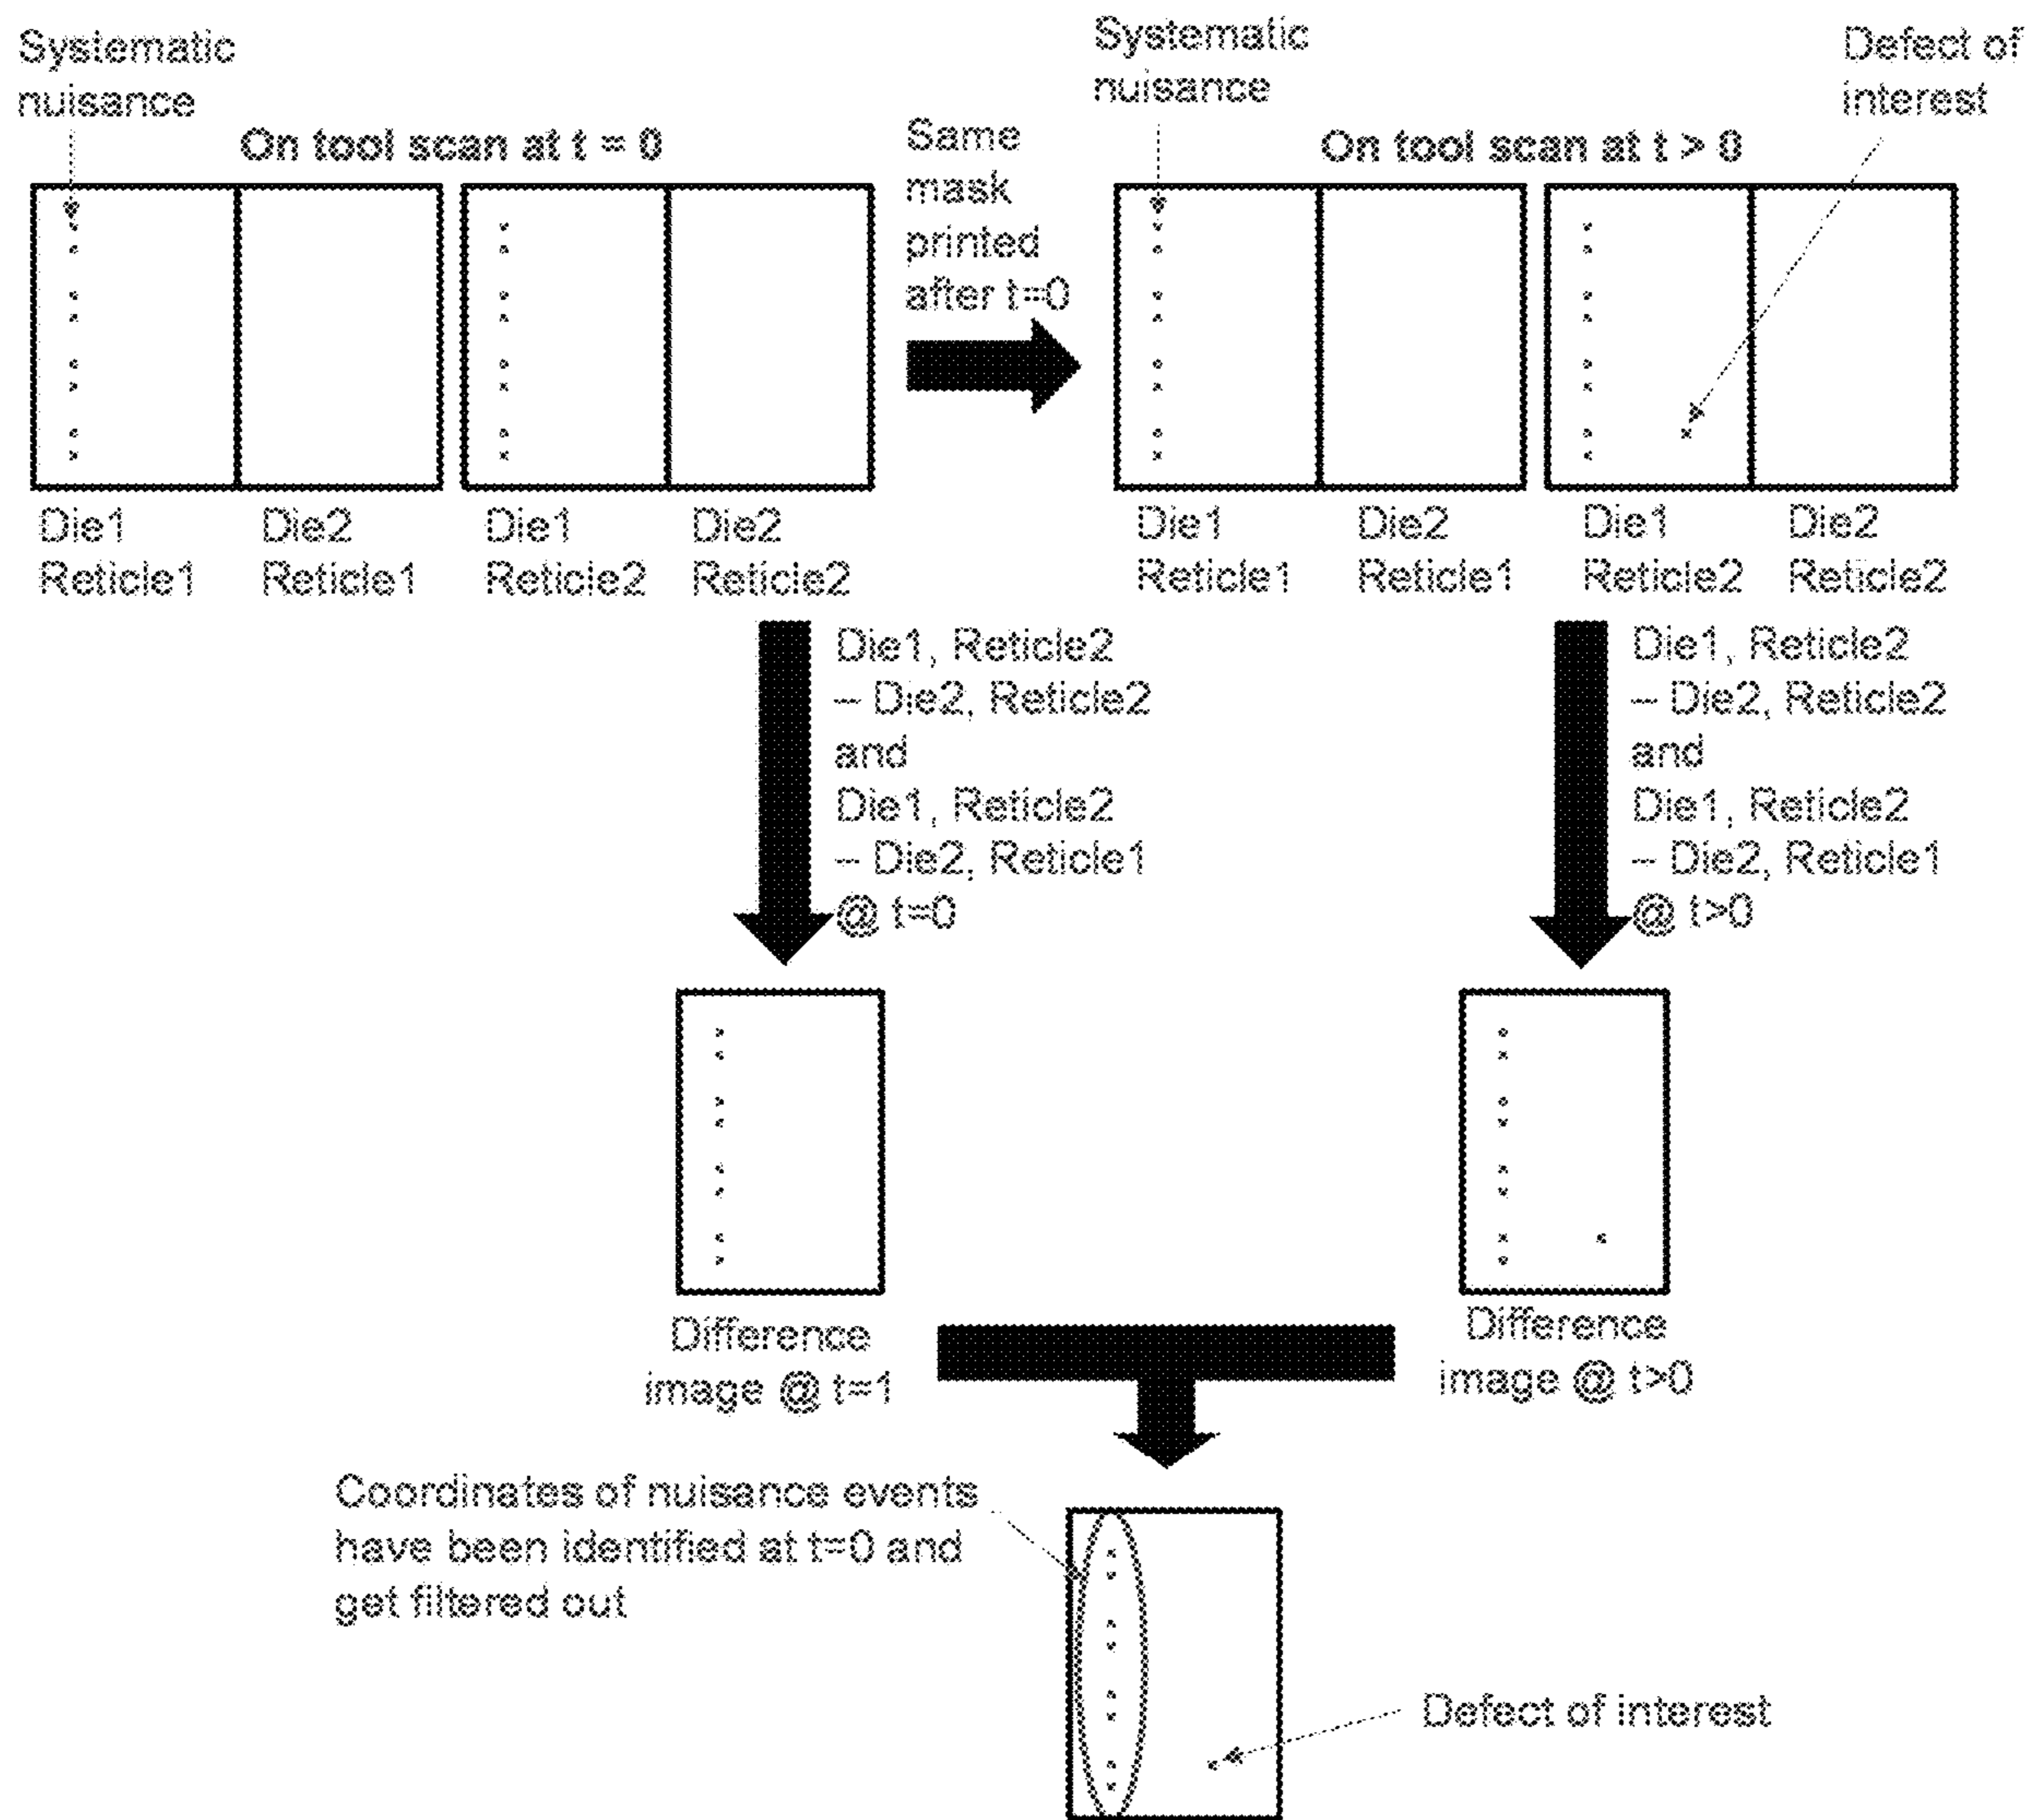 Systematic
nuisance
On tool scan at t = 0
Same
mask
printed
after t=0
Systematic
nuisance
On tool scan at t > 0
Defect of
interest
Die1
Reticle1
Die2
Reticle1
Die1
Reticle2
Die2
Reticle2
Die1
Reticle1
Die2
Reticle1
Die1
Reticle2
Die2
Reticle2
Die1, Reticle2
– Die2, Reticle2
and
Die1, Reticle2
– Die2, Reticle1
@ t=0
Die1, Reticle2
– Die2, Reticle2
and
Die1, Reticle2
– Die2, Reticle1
@ t>0
Difference
image @ t=1
Difference
image @ t>0
Coordinates of nuisance events
have been identified at t=0 and
get filtered out
Defect of interest